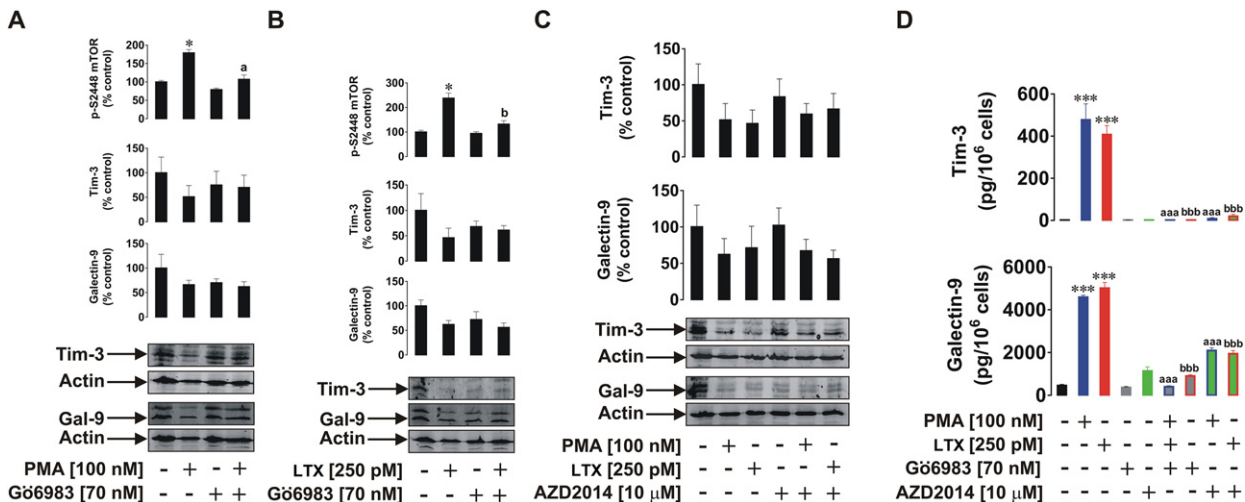 A
p-S2448 mTOR
(% control)
200
150
100
50
0
*
a
Tim-3
(% control)
150
100
50
0
Galectin-9
(% control)
150
100
50
0
Tim-3
Actin
Gal-9
Actin
PMA [100 nM] - + - +
Gö6983 [70 nM] - - + +
B
p-S2448 mTOR
(% control)
300
200
100
0
*
b
Tim-3
(% control)
150
100
50
0
Galectin-9
(% control)
150
100
50
0
Tim-3
Gal-9
Actin
LTX [250 pM] - + - +
Gö6983 [70 nM] - - + +
C
Tim-3
(% control)
150
100
50
0
Galectin-9
(% control)
150
100
50
0
Tim-3
Actin
Gal-9
Actin
PMA [100 nM] - + - - + -
LTX [250 pM] - - + - - +
AZD2014 [10 µM] - - - + + +
D
Tim-3
(pg/10⁶ cells)
600
400
200
0
*** *** aaa bbb aaa bbb
Galectin-9
(pg/10⁶ cells)
6000
4000
2000
0
*** *** aaa bbb aaa bbb
PMA [100 nM] - + - - - + - + -
LTX [250 pM] - - + - - - + - +
Gö6983 [70 nM] - - - + - + + - -
AZD2014 [10 µM] - - - - + - - + +